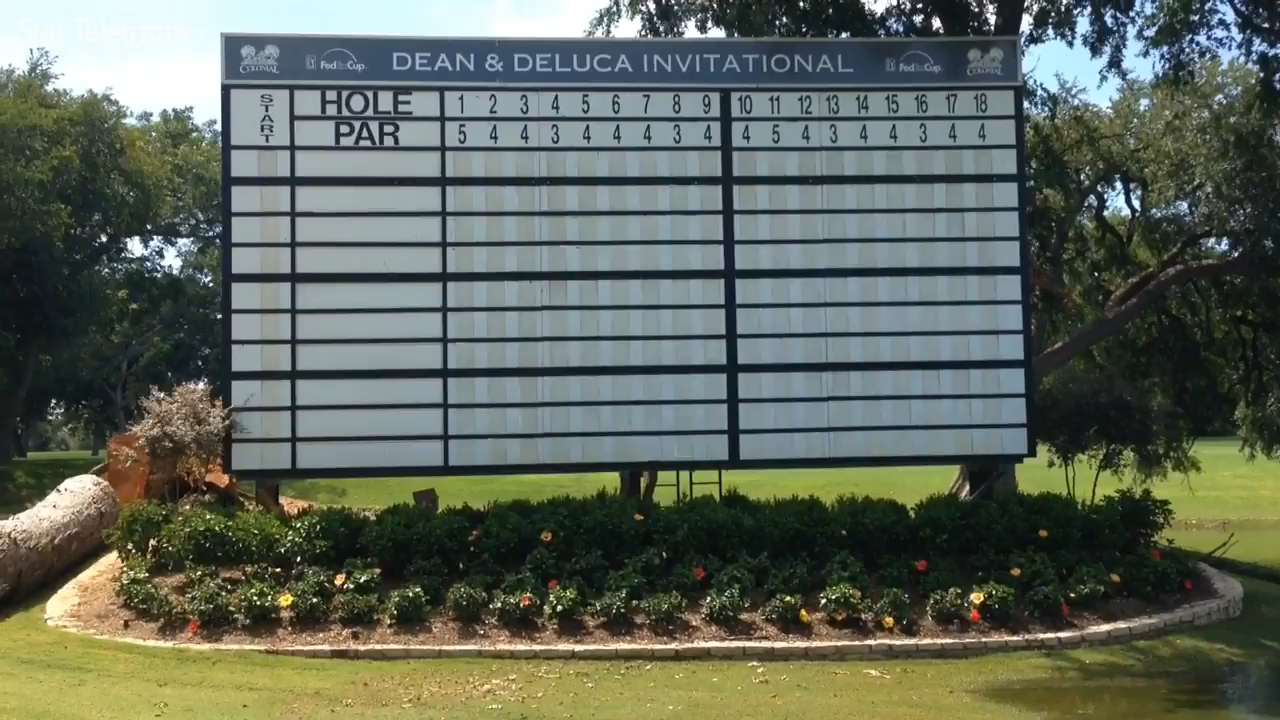 Star-Telegram
COLONIAL FedExCup DEAN & DELUCA INVITATIONAL FedExCup COLONIAL
START HOLE 1 2 3 4 5 6 7 8 9 10 11 12 13 14 15 16 17 18
PAR 5 4 4 3 4 4 4 3 4 4 5 4 3 4 4 3 4 4